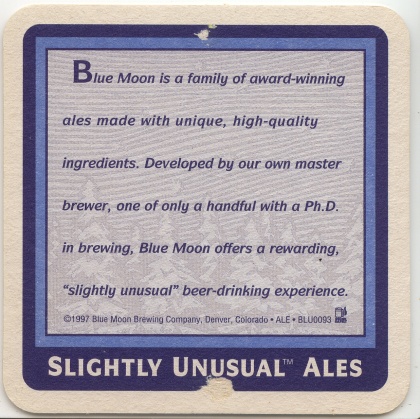 Blue Moon is a family of award-winning
ales made with unique, high-quality
ingredients. Developed by our own master
brewer, one of only a handful with a Ph.D.
in brewing, Blue Moon offers a rewarding,
“slightly unusual” beer-drinking experience.
©1997 Blue Moon Brewing Company, Denver, Colorado • ALE • BLU0093
SLIGHTLY UNUSUAL™ ALES